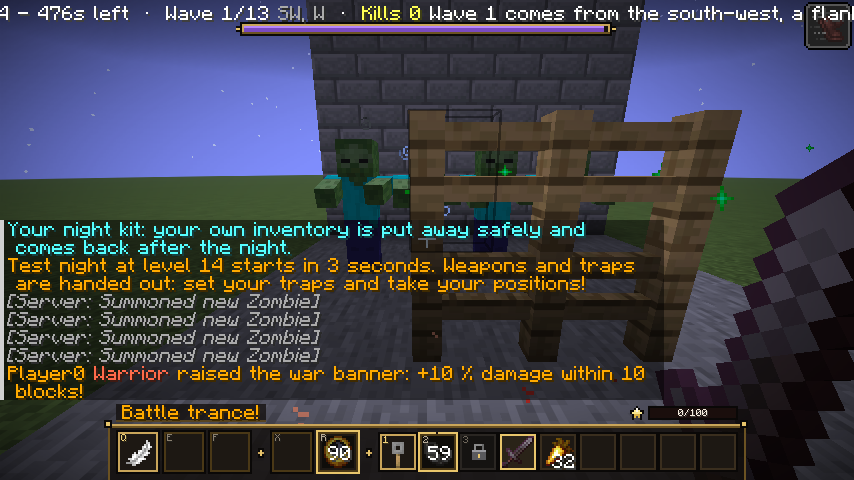 4 – 476s left · Wave 1/13 SW, W · Kills 0 Wave 1 comes from the south-west, a flank
Your night kit: your own inventory is put away safely and
comes back after the night.
Test night at level 14 starts in 3 seconds. Weapons and traps
are handed out: set your traps and take your positions!
[Server: Summoned new Zombie]
[Server: Summoned new Zombie]
[Server: Summoned new Zombie]
[Server: Summoned new Zombie]
Player0 Warrior raised the war banner: +10 % damage within 10
blocks!
Battle trance!
0/100
Q E F X R 90 1 2 59 3 32